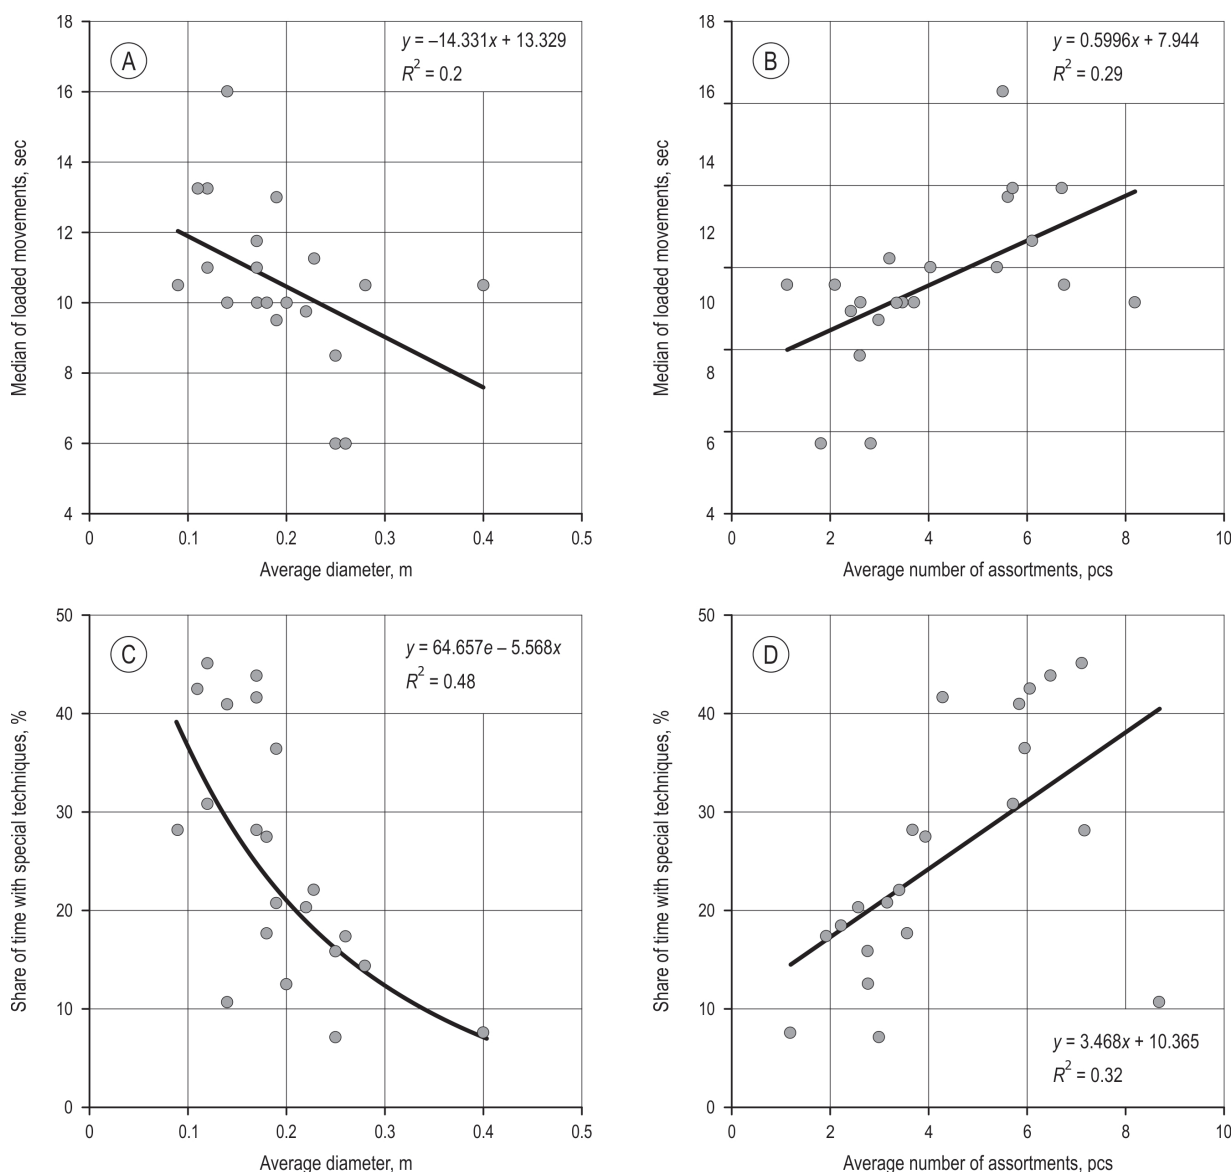 18
16
14
12
10
8
6
4
Median of loaded movements, sec
A
y = –14.331x + 13.329
R² = 0.2
0 0.1 0.2 0.3 0.4 0.5
Average diameter, m
18
16
14
12
10
8
6
4
Median of loaded movements, sec
B
y = 0.5996x + 7.944
R² = 0.29
0 2 4 6 8 10
Average number of assortments, pcs
50
40
30
20
10
0
Share of time with special techniques, %
C
y = 64.657e – 5.568x
R² = 0.48
0 0.1 0.2 0.3 0.4 0.5
Average diameter, m
50
40
30
20
10
0
Share of time with special techniques, %
D
y = 3.468x + 10.365
R² = 0.32
0 2 4 6 8 10
Average number of assortments, pcs